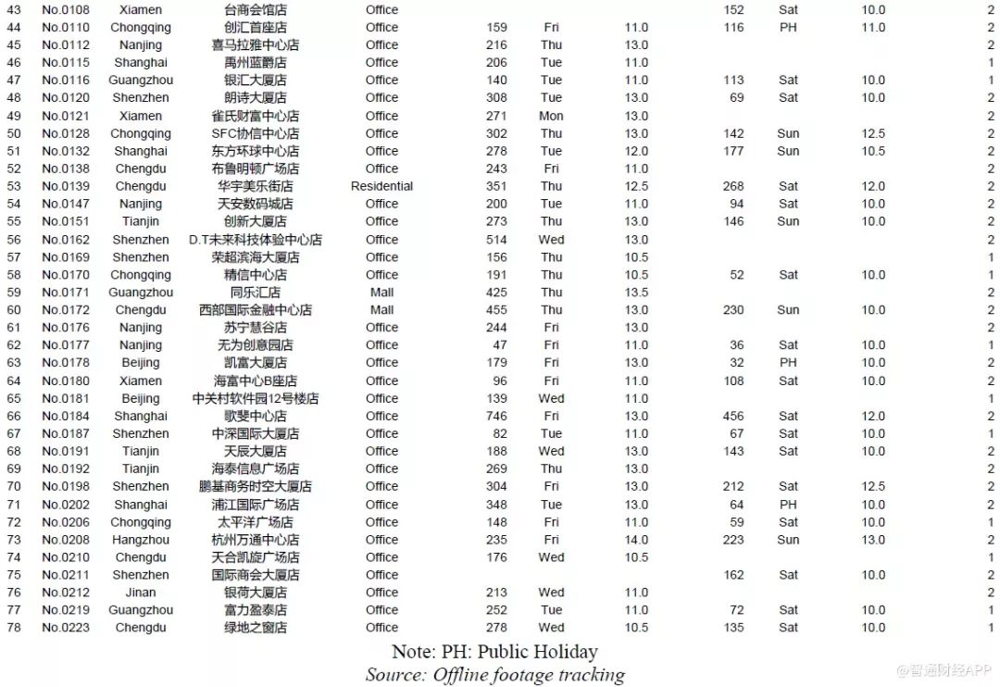 43 No.0108 Xiamen 台商会馆店 Office 152 Sat 10.0 2
44 No.0110 Chongqing 创汇首座店 Office 159 Fri 11.0 116 PH 11.0 2
45 No.0112 Nanjing 喜马拉雅中心店 Office 216 Thu 13.0 2
46 No.0115 Shanghai 禹州蓝爵店 Office 206 Tue 11.0 1
47 No.0116 Guangzhou 银汇大厦店 Office 140 Tue 11.0 113 Sat 10.0 1
48 No.0120 Shenzhen 朗诗大厦店 Office 308 Tue 13.0 69 Sat 10.0 2
49 No.0121 Xiamen 雀氏财富中心店 Office 271 Mon 13.0 2
50 No.0128 Chongqing SFC协信中心店 Office 302 Thu 13.0 142 Sun 12.5 2
51 No.0132 Shanghai 东方环球中心店 Office 278 Tue 12.0 177 Sun 10.5 2
52 No.0138 Chengdu 布鲁明顿广场店 Office 243 Fri 11.0 2
53 No.0139 Chengdu 华宇美乐街店 Residential 351 Thu 12.5 268 Sat 12.0 2
54 No.0147 Nanjing 天安数码城店 Office 200 Tue 11.0 94 Sat 10.0 2
55 No.0151 Tianjin 创新大厦店 Office 273 Thu 13.0 146 Sun 10.0 2
56 No.0162 Shenzhen D.T未来科技体验中心店 Office 514 Wed 13.0 2
57 No.0169 Shenzhen 荣超滨海大厦店 Office 156 Thu 10.5 1
58 No.0170 Chongqing 精信中心店 Office 191 Thu 10.5 52 Sat 10.0 1
59 No.0171 Guangzhou 同乐汇店 Mall 425 Thu 13.5 2
60 No.0172 Chengdu 西部国际金融中心店 Mall 455 Thu 13.0 230 Sun 10.0 2
61 No.0176 Nanjing 苏宁慧谷店 Office 244 Fri 13.0 2
62 No.0177 Nanjing 无为创意园店 Office 47 Fri 11.0 36 Sat 10.0 1
63 No.0178 Beijing 凯富大厦店 Office 179 Fri 13.0 32 PH 10.0 2
64 No.0180 Xiamen 海富中心B座店 Office 96 Fri 11.0 108 Sat 10.0 2
65 No.0181 Beijing 中关村软件园12号楼店 Office 139 Wed 11.0 1
66 No.0184 Shanghai 歌斐中心店 Office 746 Fri 13.0 456 Sat 12.0 2
67 No.0187 Shenzhen 中深国际大厦店 Office 82 Tue 11.0 67 Sat 10.0 1
68 No.0191 Tianjin 天辰大厦店 Office 188 Wed 13.0 143 Sat 10.0 2
69 No.0192 Tianjin 海泰信息广场店 Office 269 Thu 13.0 2
70 No.0198 Shenzhen 鹏基商务时空大厦店 Office 304 Fri 13.0 212 Sat 12.5 2
71 No.0202 Shanghai 浦江国际广场店 Office 348 Tue 13.0 64 PH 10.0 2
72 No.0206 Chongqing 太平洋广场店 Office 148 Fri 11.0 59 Sat 10.0 1
73 No.0208 Hangzhou 杭州万通中心店 Office 235 Fri 14.0 223 Sun 13.0 2
74 No.0210 Chengdu 天合凯旋广场店 Office 176 Wed 10.5 1
75 No.0211 Shenzhen 国际商会大厦店 Office 162 Sat 10.0 2
76 No.0212 Jinan 银荷大厦店 Office 213 Wed 11.0 2
77 No.0219 Guangzhou 富力盈泰店 Office 252 Tue 11.0 72 Sat 10.0 1
78 No.0223 Chengdu 绿地之窗店 Office 278 Wed 10.5 135 Sat 10.0 1
Note: PH: Public Holiday
Source: Offline footage tracking
@智通财经APP